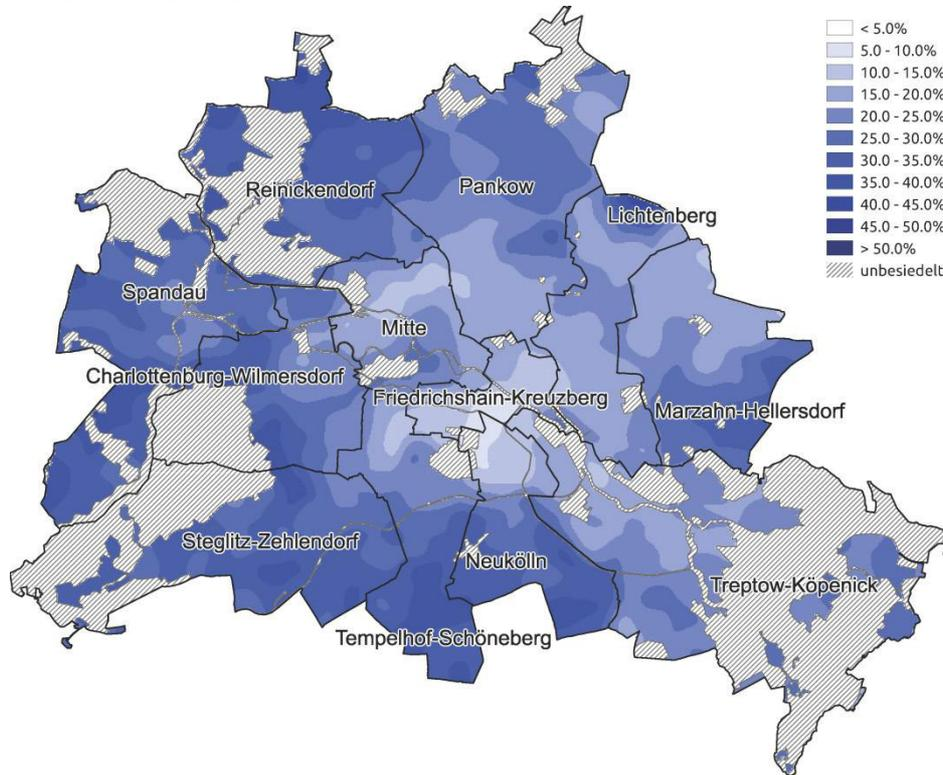 < 5.0%
5.0 - 10.0%
10.0 - 15.0%
15.0 - 20.0%
20.0 - 25.0%
25.0 - 30.0%
30.0 - 35.0%
35.0 - 40.0%
40.0 - 45.0%
45.0 - 50.0%
> 50.0%
unbesiedelt
Reinickendorf
Pankow
Lichtenberg
Spandau
Mitte
Charlottenburg-Wilmersdorf
Friedrichshain-Kreuzberg
Marzahn-Hellersdorf
Steglitz-Zehlendorf
Neukölln
Treptow-Köpenick
Tempelhof-Schöneberg